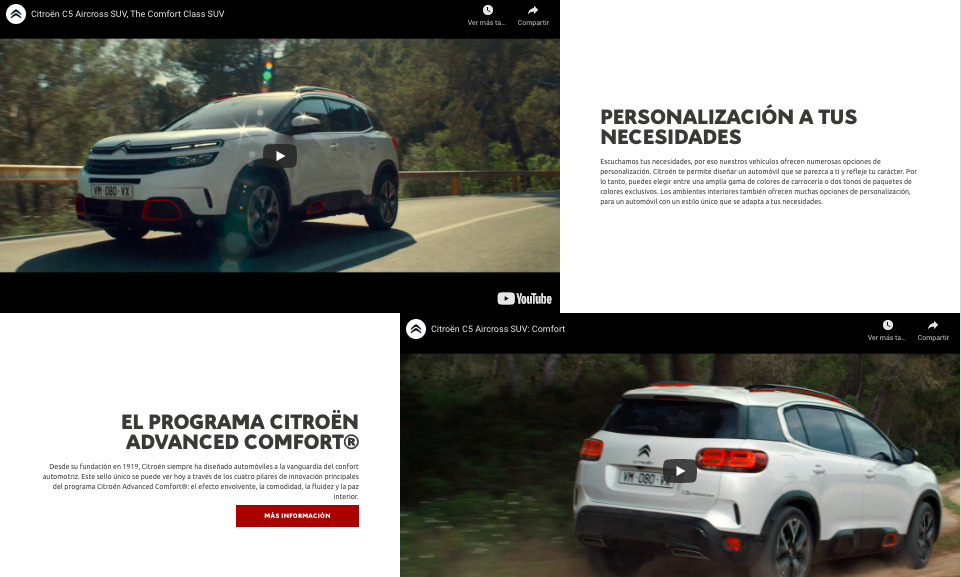 Citroën C5 Aircross SUV, The Comfort Class SUV
Ver más ta...
Compartir
VM 080 VX
YouTube
PERSONALIZACIÓN A TUS
NECESIDADES
Escuchamos tus necesidades, por eso nuestros vehículos ofrecen numerosas opciones de
personalización. Citroën te permite diseñar un automóvil que se parezca a ti y refleje tu carácter. Por
lo tanto, puedes elegir entre una amplia gama de colores de carrocería o dos tonos de paquetes de
colores exclusivos. Los ambientes interiores también ofrecen muchas opciones de personalización,
para un automóvil con un estilo único que se adapta a tus necesidades.
EL PROGRAMA CITROËN
ADVANCED COMFORT®
Desde su fundación en 1919, Citroën siempre ha diseñado automóviles a la vanguardia del confort
automotriz. Este sello único se puede ver hoy a través de los cuatro pilares de innovación principales
del programa Citroën Advanced Comfort®: el efecto envolvente, la comodidad, la fluidez y la paz
interior.
MÁS INFORMACIÓN
Citroën C5 Aircross SUV: Comfort
Ver más ta...
Compartir
VM 080